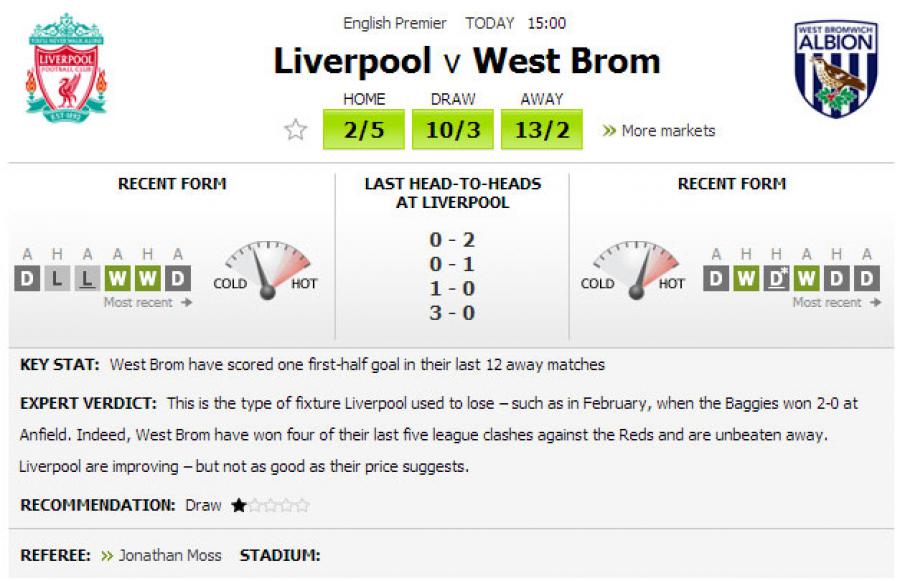 English Premier TODAY 15:00
Liverpool v West Brom
YOU'LL NEVER WALK ALONE
LIVERPOOL
FOOTBALL CLUB
EST·1892
WEST BROMWICH
ALBION
HOME DRAW AWAY
2/5 10/3 13/2 » More markets
RECENT FORM
A H A A H A
D L L W W D
Most recent →
COLD HOT
LAST HEAD-TO-HEADS
AT LIVERPOOL
0 - 2
0 - 1
1 - 0
3 - 0
RECENT FORM
COLD HOT
A H H A H A
D W D* W D D
Most recent →
KEY STAT: West Brom have scored one first-half goal in their last 12 away matches
EXPERT VERDICT: This is the type of fixture Liverpool used to lose – such as in February, when the Baggies won 2-0 at
Anfield. Indeed, West Brom have won four of their last five league clashes against the Reds and are unbeaten away.
Liverpool are improving – but not as good as their price suggests.
RECOMMENDATION: Draw ★☆☆☆☆
REFEREE: » Jonathan Moss STADIUM: